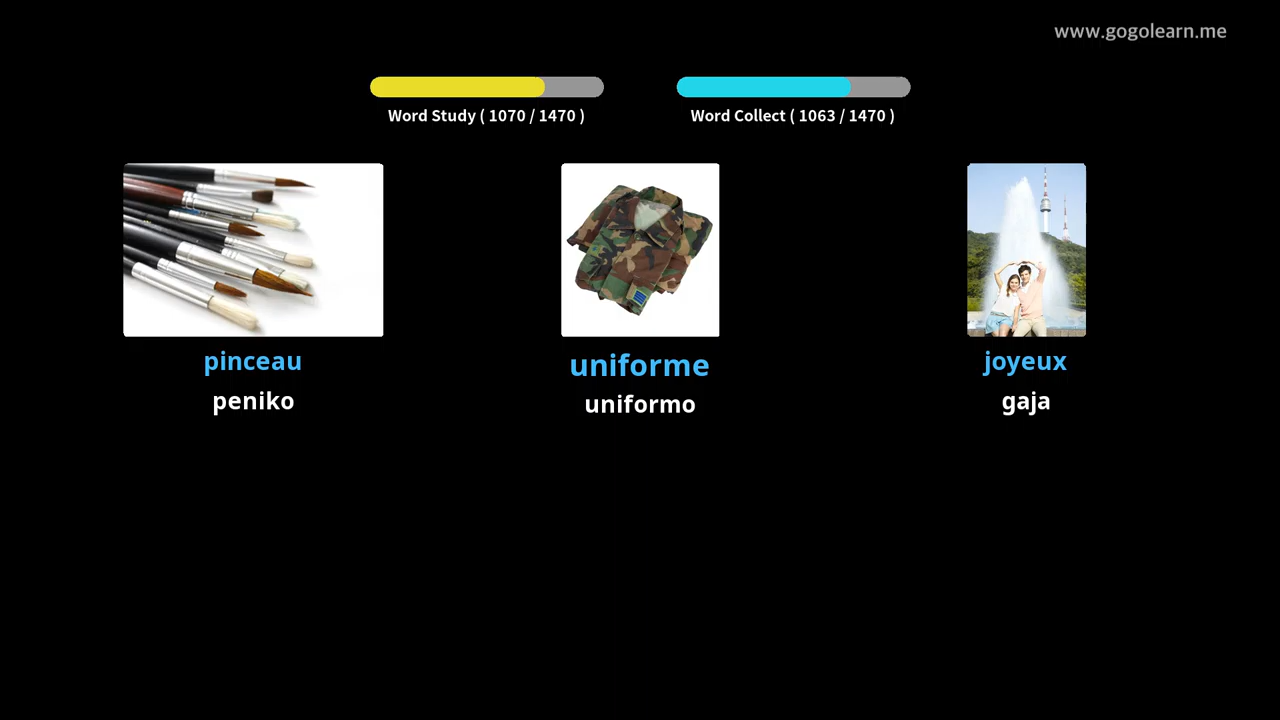 www.gogolearn.me
Word Study ( 1070 / 1470 )
Word Collect ( 1063 / 1470 )
pinceau
peniko
uniforme
uniformo
joyeux
gaja